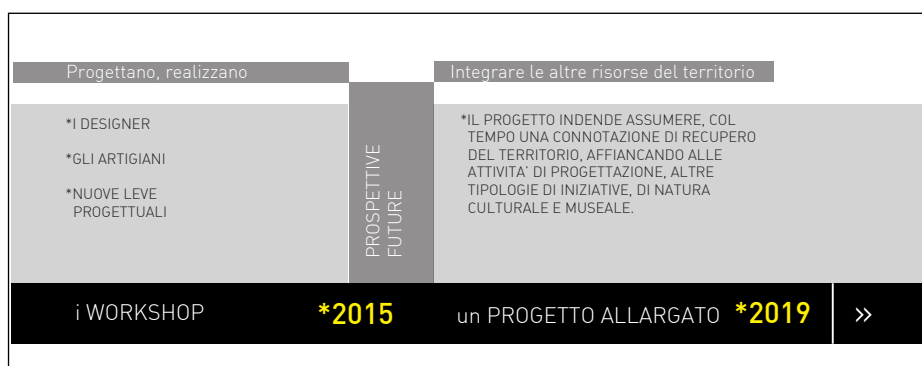 Progettano, realizzano
*I DESIGNER
*GLI ARTIGIANI
*NUOVE LEVE
PROGETTUALI
PROSPETTIVE
FUTURE
Integrare le altre risorse del territorio
*IL PROGETTO INDENDE ASSUMERE, COL
TEMPO UNA CONNOTAZIONE DI RECUPERO
DEL TERRITORIO, AFFIANCANDO ALLE
ATTIVITA’ DI PROGETTAZIONE, ALTRE
TIPOLOGIE DI INIZIATIVE, DI NATURA
CULTURALE E MUSEALE.
i WORKSHOP *2015 un PROGETTO ALLARGATO *2019 »